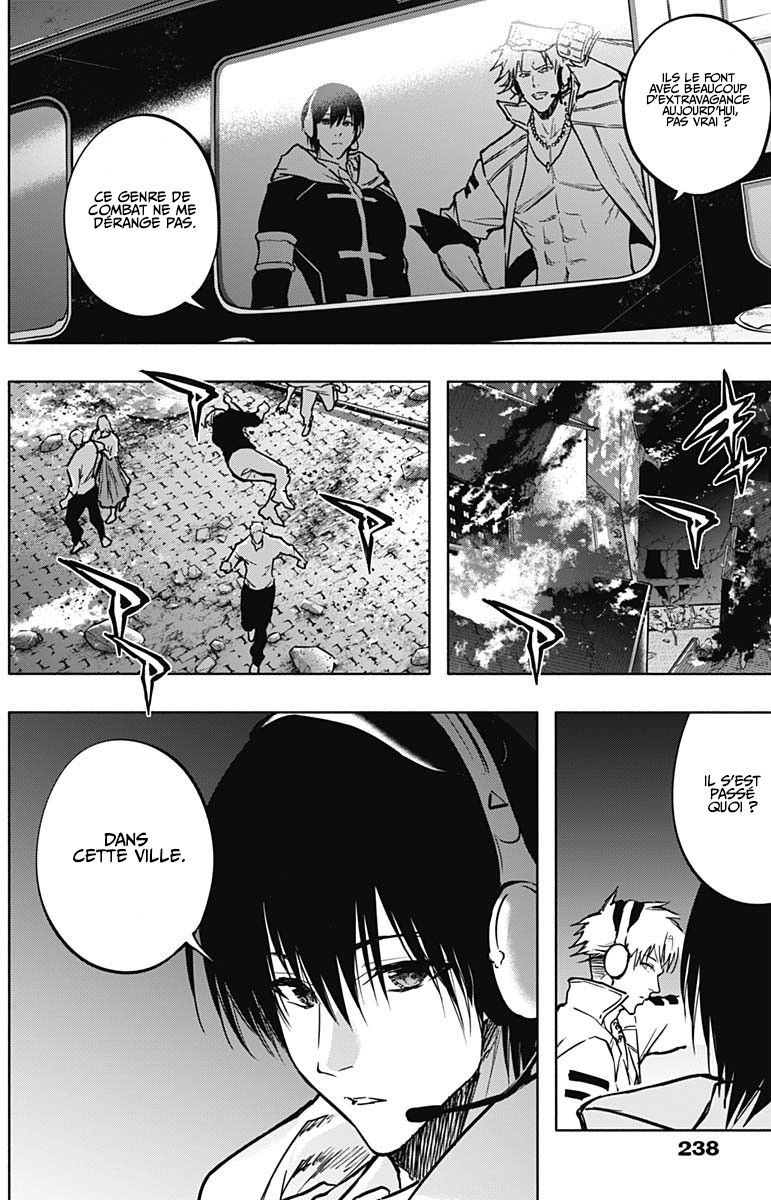 ILS LE FONT
AVEC BEAUCOUP
D'EXTRAVAGANCE
AUJOURD'HUI,
PAS VRAI ?
CE GENRE DE
COMBAT NE ME
DÉRANGE PAS.
IL S'EST
PASSÉ
QUOI ?
DANS
CETTE VILLE.
238